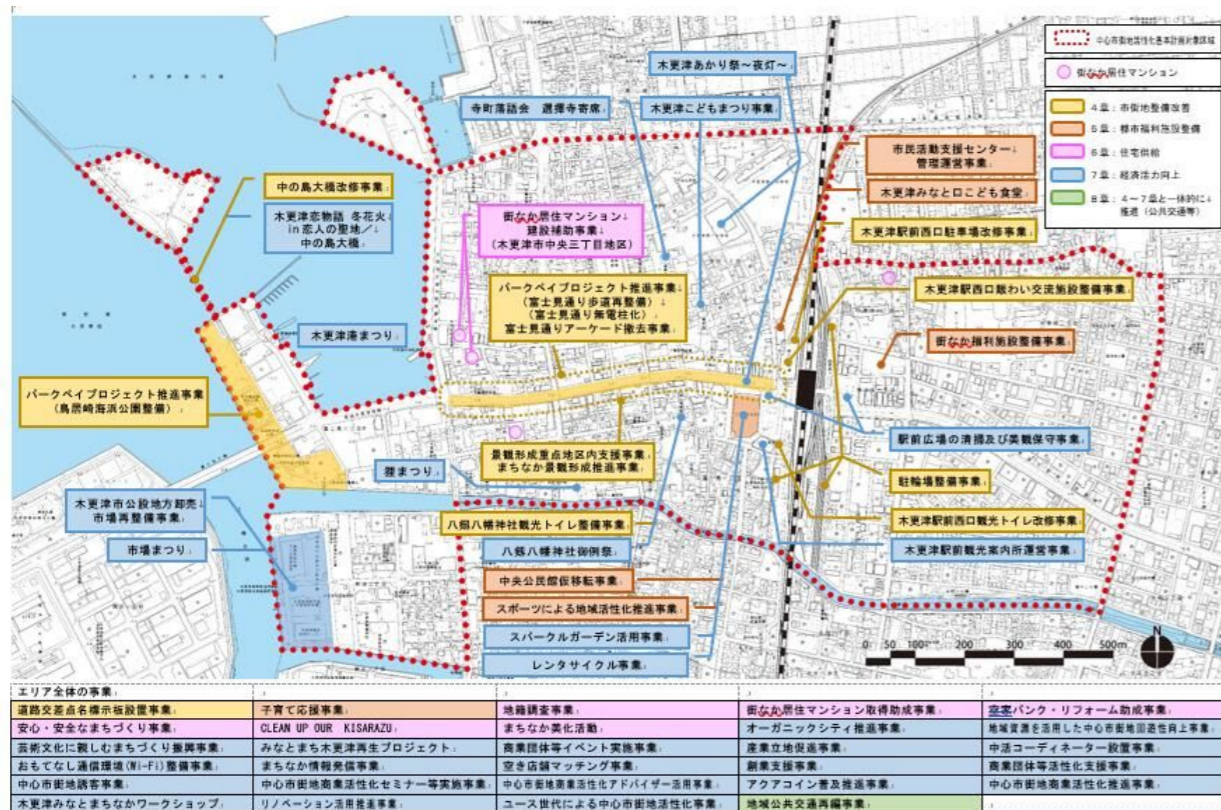 中心市街地活性化基本計画対象区域
街なか居住マンション
4章：市街地整備改善
5章：都市福利施設整備
6章：住宅供給
7章：経済活力向上
8章：4～7章と一体的に↓
推進（公共交通等）
木更津あかり祭～夜灯～
寺町落語会 選擇寺寄席
木更津こどもまつり事業
市民活動支援センター↓
管理運営事業
木更津みなと口こども食堂
木更津駅前西口駐車場改修事業
中の島大橋改修事業
木更津恋物語 冬花火↓
in 恋人の聖地／↓
中の島大橋
街なか居住マンション↓
建設補助事業↓
（木更津市中央三丁目地区）
パークベイプロジェクト推進事業↓
（富士見通り歩道再整備）↓
（富士見通り無電柱化）↓
富士見通りアーケード撤去事業
木更津駅西口賑わい交流施設整備事業
木更津港まつり
街なか福利施設整備事業
パークベイプロジェクト推進事業
（鳥居崎海浜公園整備）
景観形成重点地区内支援事業↓
まちなか景観形成推進事業
駅前広場の清掃及び美観保守事業
狸まつり
駐輪場整備事業
木更津市公設地方卸売↓
市場再整備事業
八剱八幡神社観光トイレ整備事業
木更津駅前西口観光トイレ改修事業
市場まつり
八剱八幡神社御例祭
木更津駅前観光案内所運営事業
中央公民館仮移転事業
スポーツによる地域活性化推進事業
スパークルガーデン活用事業
レンタサイクル事業
N
0 50 100 200 300 400 500m
エリア全体の事業
道路交差点名標示板設置事業 子育て応援事業 地籍調査事業 街なか居住マンション取得助成事業 空家バンク・リフォーム助成事業
安心・安全なまちづくり事業 CLEAN UP OUR KISARAZU まちなか美化活動 オーガニックシティ推進事業 地域資源を活用した中心市街地回遊性向上事業
芸術文化に親しむまちづくり振興事業 みなとまち木更津再生プロジェクト 商業団体等イベント実施事業 産業立地促進事業 中活コーディネーター設置事業
おもてなし通信環境(Wi-Fi)整備事業 まちなか情報発信事業 空き店舗マッチング事業 創業支援事業 商業団体等活性化支援事業
中心市街地誘客事業 中心市街地商業活性化セミナー等実施事業 中心市街地商業活性化アドバイザー活用事業 アクアコイン普及推進事業 中心市街地商業活性化推進事業
木更津みなとまちなかワークショップ リノベーション活用推進事業 ユース世代による中心市街地活性化事業 地域公共交通再編事業